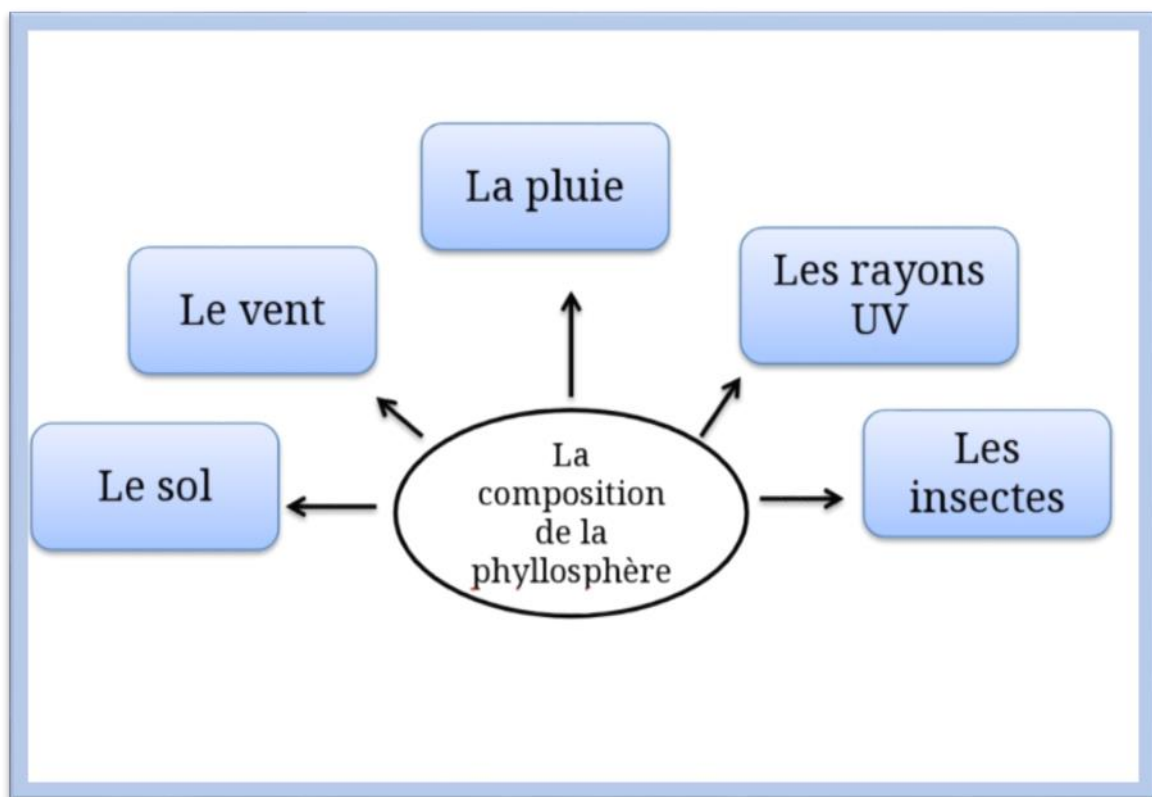 La pluie
Les rayons
UV
Le vent
Les
insectes
Le sol
La
composition
de la
phyllosphère